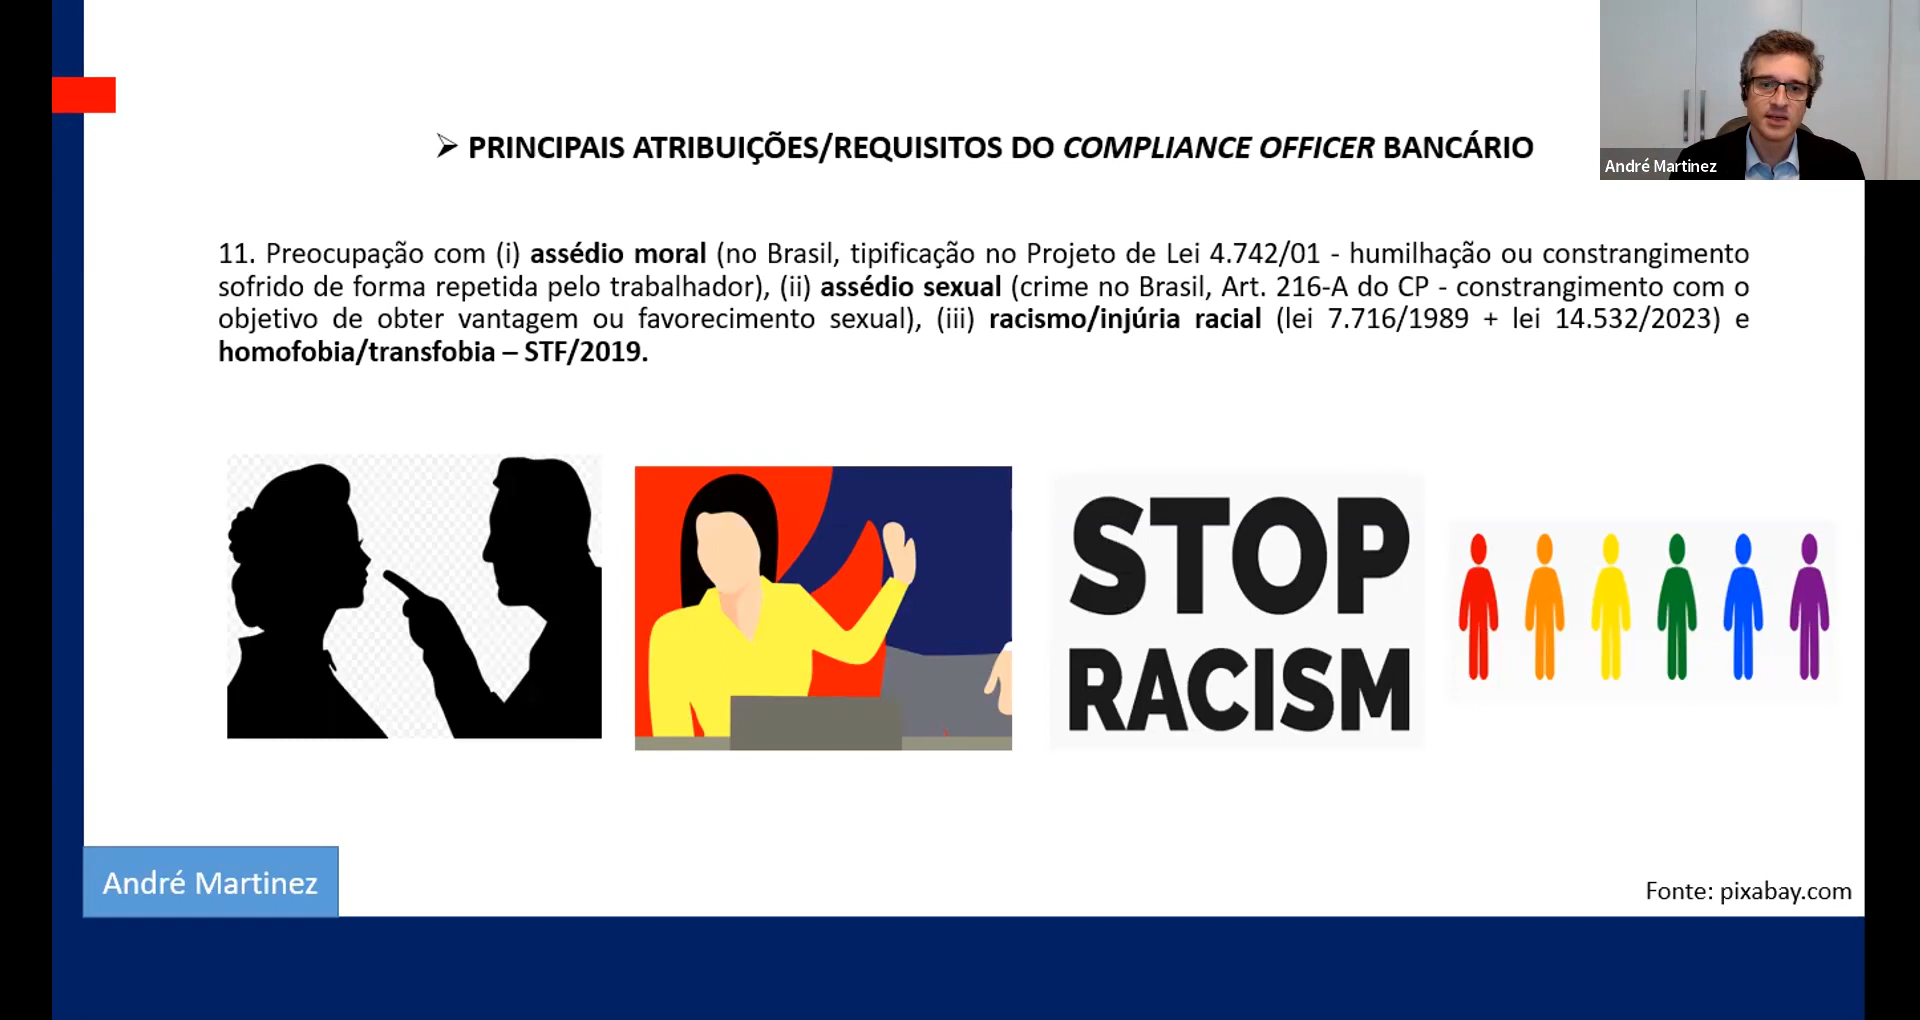 ➢ PRINCIPAIS ATRIBUIÇÕES/REQUISITOS DO COMPLIANCE OFFICER BANCÁRIO
André Martinez
11. Preocupação com (i) assédio moral (no Brasil, tipificação no Projeto de Lei 4.742/01 - humilhação ou constrangimento
sofrido de forma repetida pelo trabalhador), (ii) assédio sexual (crime no Brasil, Art. 216-A do CP - constrangimento com o
objetivo de obter vantagem ou favorecimento sexual), (iii) racismo/injúria racial (lei 7.716/1989 + lei 14.532/2023) e
homofobia/transfobia – STF/2019.
STOP
RACISM
André Martinez
Fonte: pixabay.com